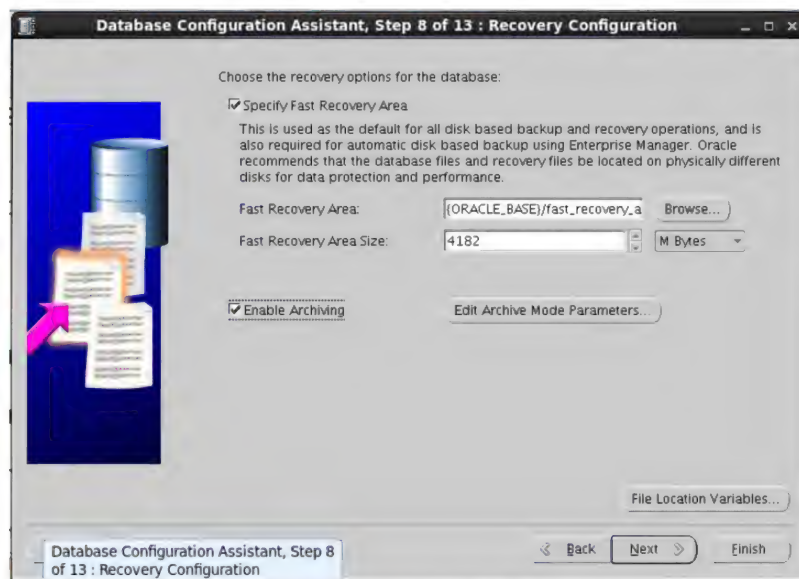 Database Configuration Assistant, Step 8 of 13 : Recovery Configuration
Choose the recovery options for the database:
Specify Fast Recovery Area
This is used as the default for all disk based backup and recovery operations, and is
also required for automatic disk based backup using Enterprise Manager. Oracle
recommends that the database files and recovery files be located on physically different
disks for data protection and performance.
Fast Recovery Area: {ORACLE_BASE}/fast_recovery_a Browse...
Fast Recovery Area Size: 4182 M Bytes
Enable Archiving Edit Archive Mode Parameters...
File Location Variables...
Back Next Finish
Database Configuration Assistant, Step 8
of 13 : Recovery Configuration